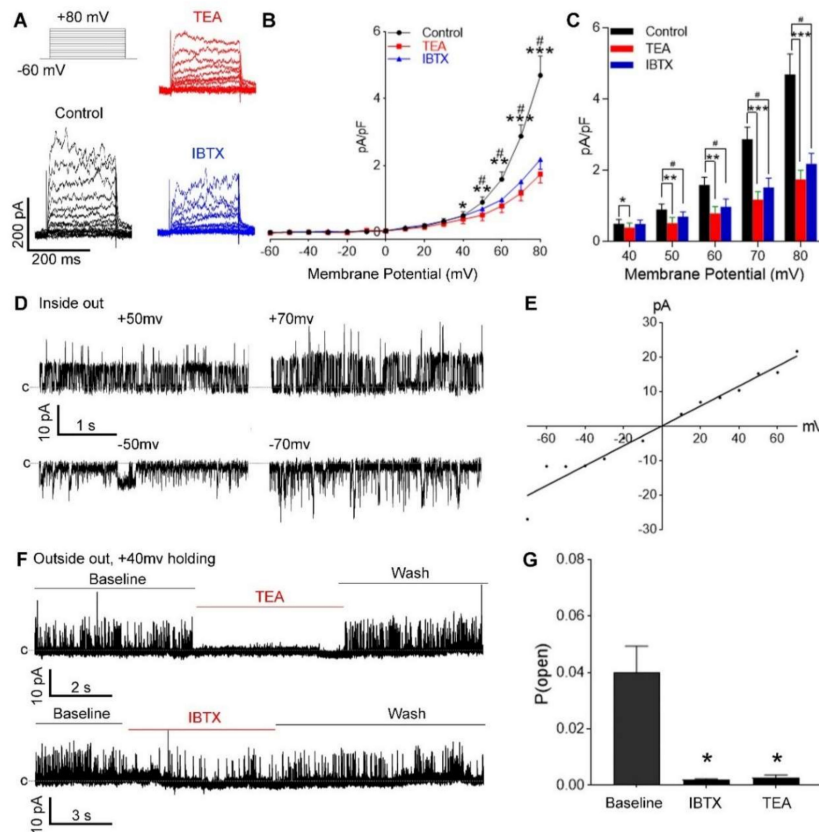 A
+80 mV
-60 mV
TEA
Control
IBTX
200 pA
200 ms
B
Control
TEA
IBTX
pA/pF
6
4
2
0
#
***
#
***
#
**
#
**
*
-60 -40 -20 0 20 40 60 80
Membrane Potential (mV)
C
Control
TEA
IBTX
pA/pF
6
4
2
0
*
#
**
#
**
#
***
#
***
40 50 60 70 80
Membrane Potential (mV)
D Inside out
+50mv
+70mv
c
10 pA
1 s
-50mv
-70mv
c
E
pA
30
20
10
-10
-20
-30
mV
-60 -40 -20 0 20 40 60
F Outside out, +40mv holding
Baseline
TEA
Wash
c
10 pA
2 s
Baseline
IBTX
Wash
c
10 pA
3 s
G
P(open)
0.08
0.06
0.04
0.02
0.00
* *
Baseline IBTX TEA